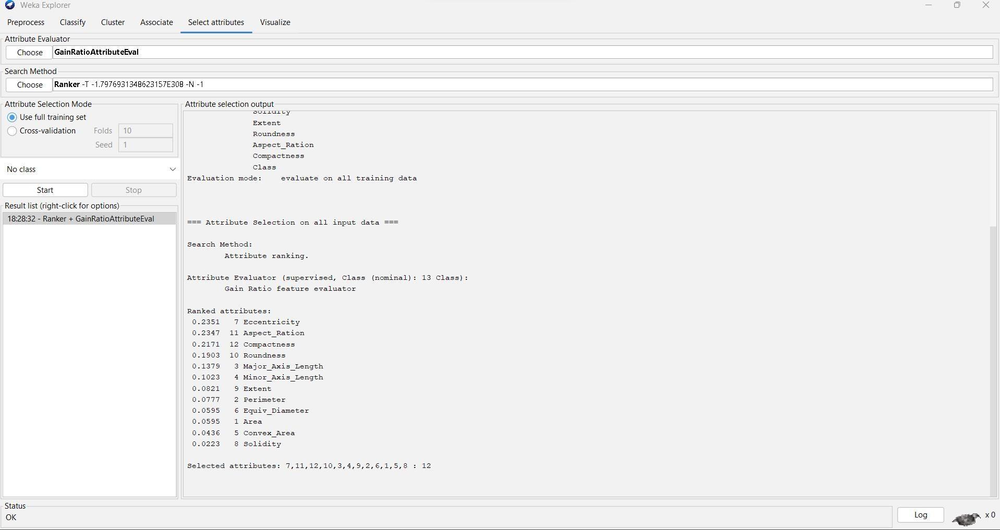 Weka Explorer
Preprocess Classify Cluster Associate Select attributes Visualize
Attribute Evaluator
Choose GainRatioAttributeEval
Search Method
Choose Ranker -T -1.7976931348623157E308 -N -1
Attribute Selection Mode
Use full training set
Cross-validation Folds 10
Seed 1
No class
Start Stop
Result list (right-click for options)
18:28:32 - Ranker + GainRatioAttributeEval
Attribute selection output
Solidity
Extent
Roundness
Aspect_Ration
Compactness
Class
Evaluation mode: evaluate on all training data
=== Attribute Selection on all input data ===
Search Method:
Attribute ranking.
Attribute Evaluator (supervised, Class (nominal): 13 Class):
Gain Ratio feature evaluator
Ranked attributes:
0.2351 7 Eccentricity
0.2347 11 Aspect_Ration
0.2171 12 Compactness
0.1903 10 Roundness
0.1379 3 Major_Axis_Length
0.1023 4 Minor_Axis_Length
0.0821 9 Extent
0.0777 2 Perimeter
0.0595 6 Equiv_Diameter
0.0595 1 Area
0.0436 5 Convex_Area
0.0223 8 Solidity
Selected attributes: 7,11,12,10,3,4,9,2,6,1,5,8 : 12
Status
OK
Log x 0